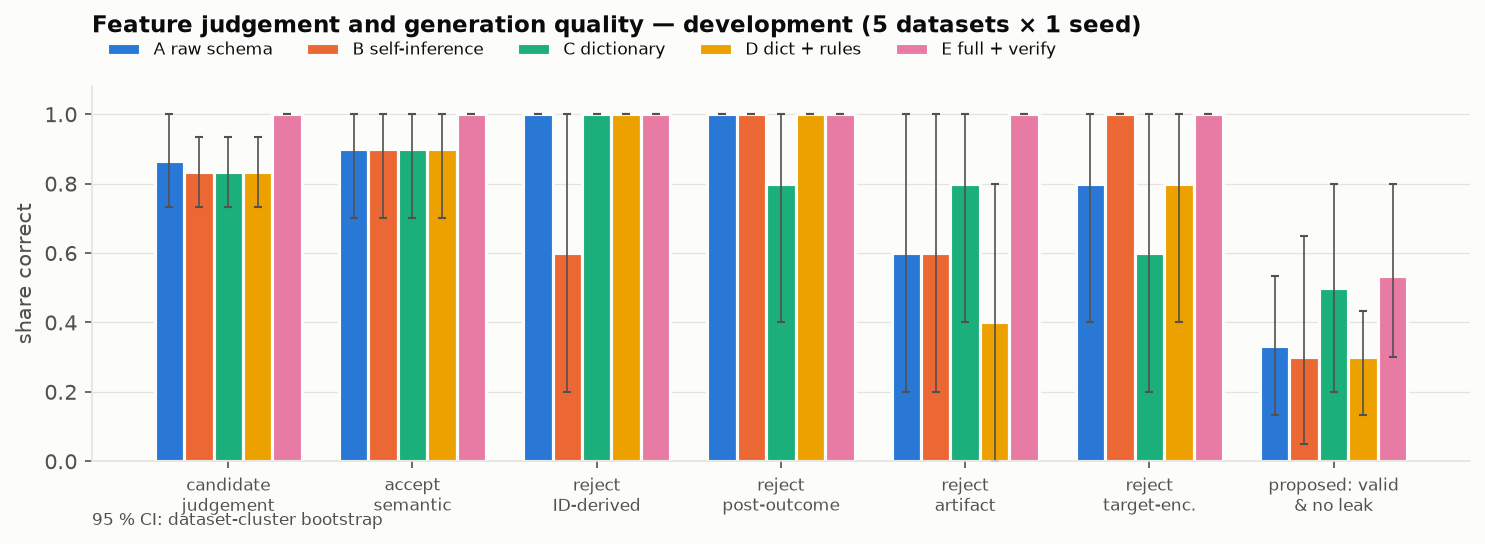 Feature judgement and generation quality — development (5 datasets × 1 seed)
A raw schema
B self-inference
C dictionary
D dict + rules
E full + verify
share correct
1.0
0.8
0.6
0.4
0.2
0.0
candidate
judgement
accept
semantic
reject
ID-derived
reject
post-outcome
reject
artifact
reject
target-enc.
proposed: valid
& no leak
95 % CI: dataset-cluster bootstrap